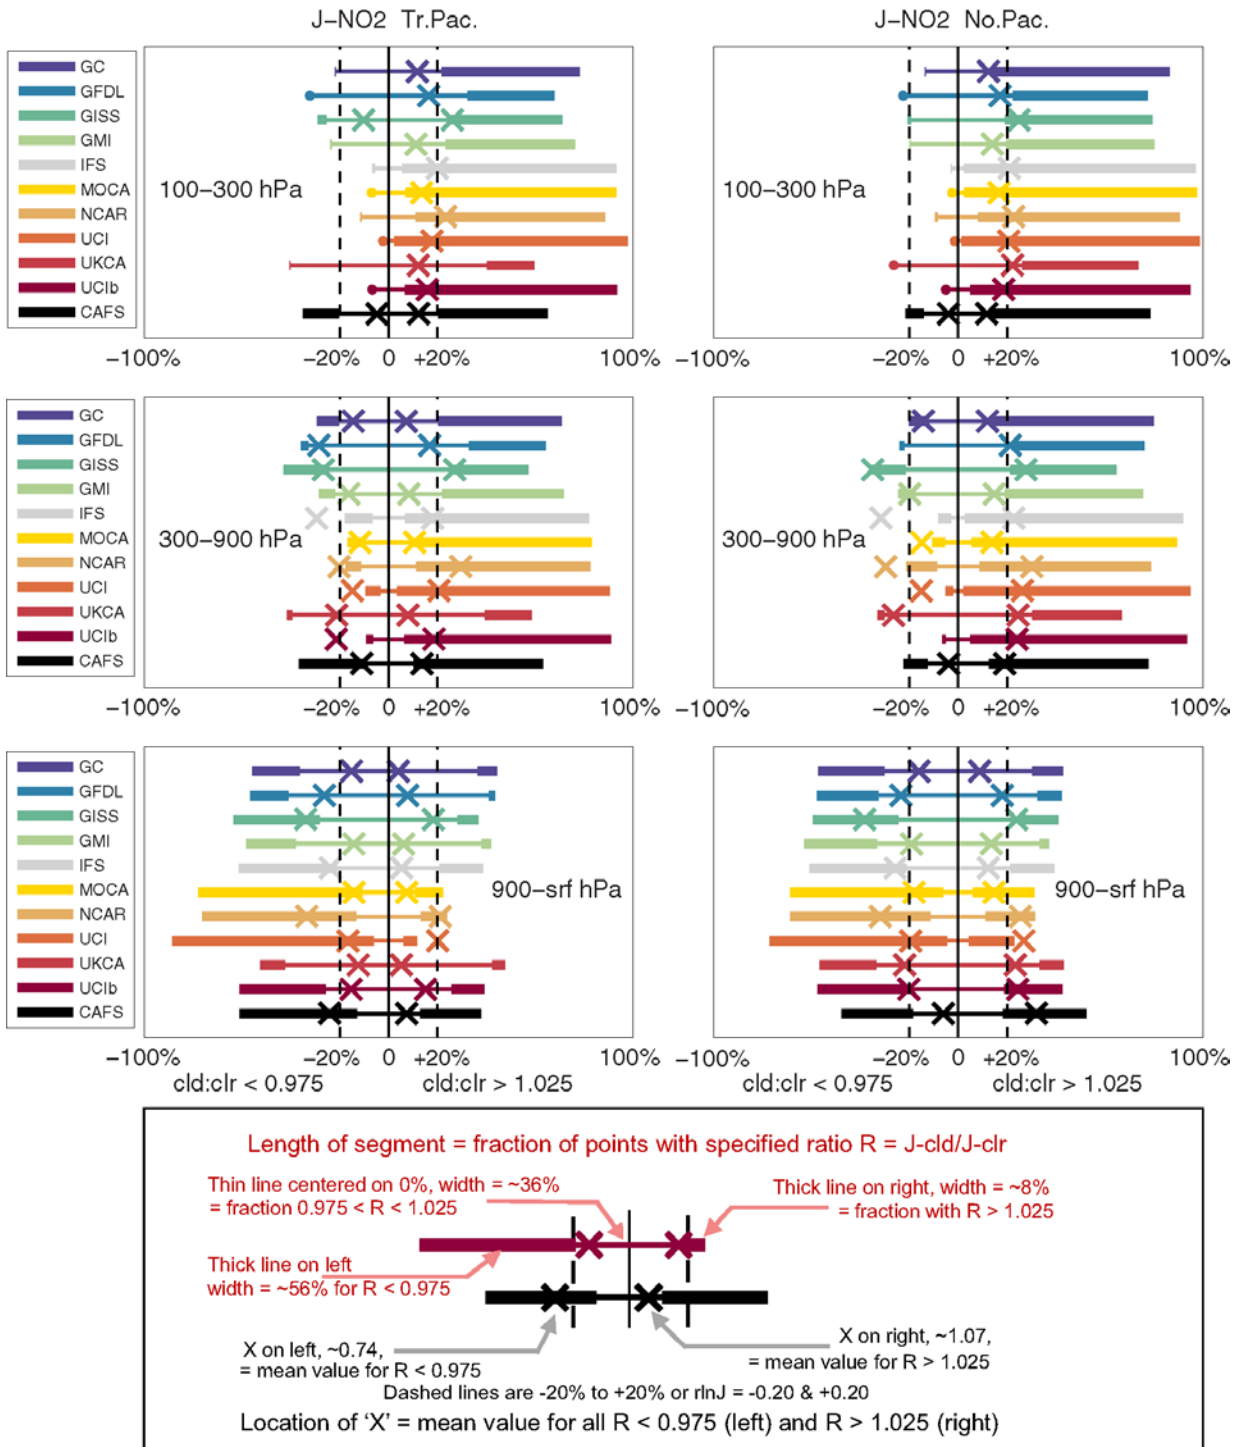 J–NO2 Tr.Pac.
J–NO2 No.Pac.
GC
GFDL
GISS
GMI
IFS
MOCA
NCAR
UCI
UKCA
UCIb
CAFS
100–300 hPa
100–300 hPa
−100% −20% 0 +20% 100%
−100% −20% 0 +20% 100%
GC
GFDL
GISS
GMI
IFS
MOCA
NCAR
UCI
UKCA
UCIb
CAFS
300–900 hPa
300–900 hPa
−100% −20% 0 +20% 100%
−100% −20% 0 +20% 100%
GC
GFDL
GISS
GMI
IFS
MOCA
NCAR
UCI
UKCA
UCIb
CAFS
900–srf hPa
900–srf hPa
−100% −20% 0 +20% 100%
−100% −20% 0 +20% 100%
cld:clr < 0.975 cld:clr > 1.025
cld:clr < 0.975 cld:clr > 1.025
Length of segment = fraction of points with specified ratio R = J-cld/J-clr
Thin line centered on 0%, width = ~36%
= fraction 0.975 < R < 1.025
Thick line on right, width = ~8%
= fraction with R > 1.025
Thick line on left
width = ~56% for R < 0.975
X on left, ~0.74,
= mean value for R < 0.975
X on right, ~1.07,
= mean value for R > 1.025
Dashed lines are -20% to +20% or rlnJ = -0.20 & +0.20
Location of ‘X’ = mean value for all R < 0.975 (left) and R > 1.025 (right)